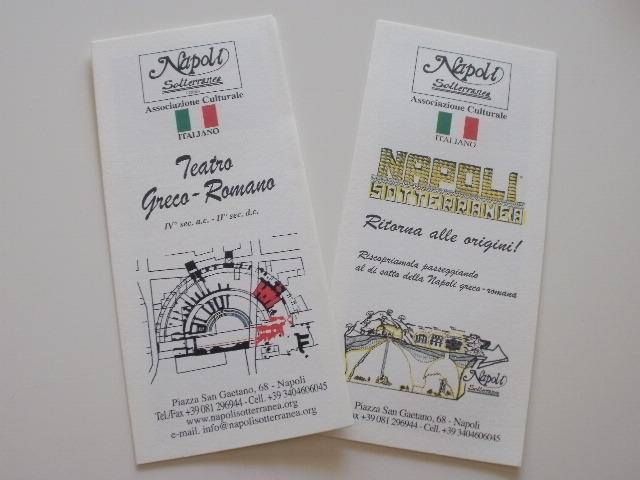 Napoli
Sotterranea
Associazione Culturale
ITALIANO
Teatro
Greco-Romano
IV° sec. a.c. - II° sec. d.c.
Piazza San Gaetano, 68 - Napoli
Tel./Fax +39 081 296944 - Cell. +39 3404606045
www.napolisotterranea.org
e-mail. info@napolisotterranea.org
Napoli
Sotterranea
Associazione Culturale
ITALIANO
NAPOLI
SOTTERRANEA
Ritorna alle origini!
Riscopriamola passeggiando
al di sotto della Napoli greco-romana
Napoli
Sotterranea
Piazza San Gaetano, 68 - Napoli
Fax +39 081 296944 - Cell. +39 3404606045